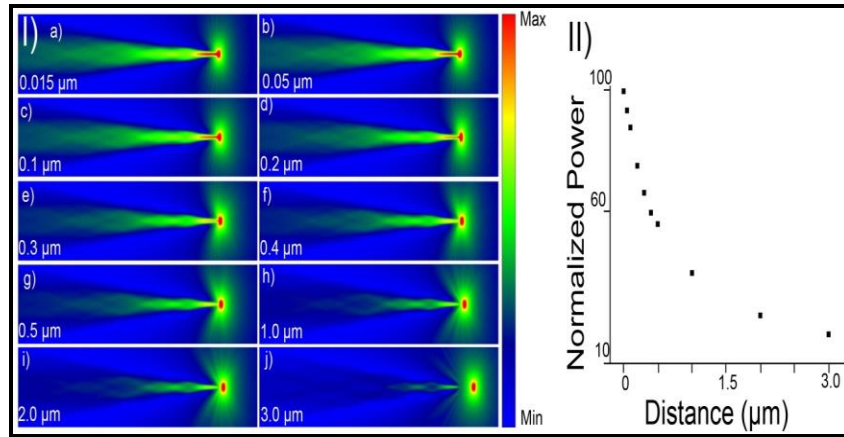 I)
a)
0.015 µm
b)
0.05 µm
c)
0.1 µm
d)
0.2 µm
e)
0.3 µm
f)
0.4 µm
g)
0.5 µm
h)
1.0 µm
i)
2.0 µm
j)
3.0 µm
Max
Min
II)
Normalized Power
100
60
10
0
1.5
3.0
Distance (µm)